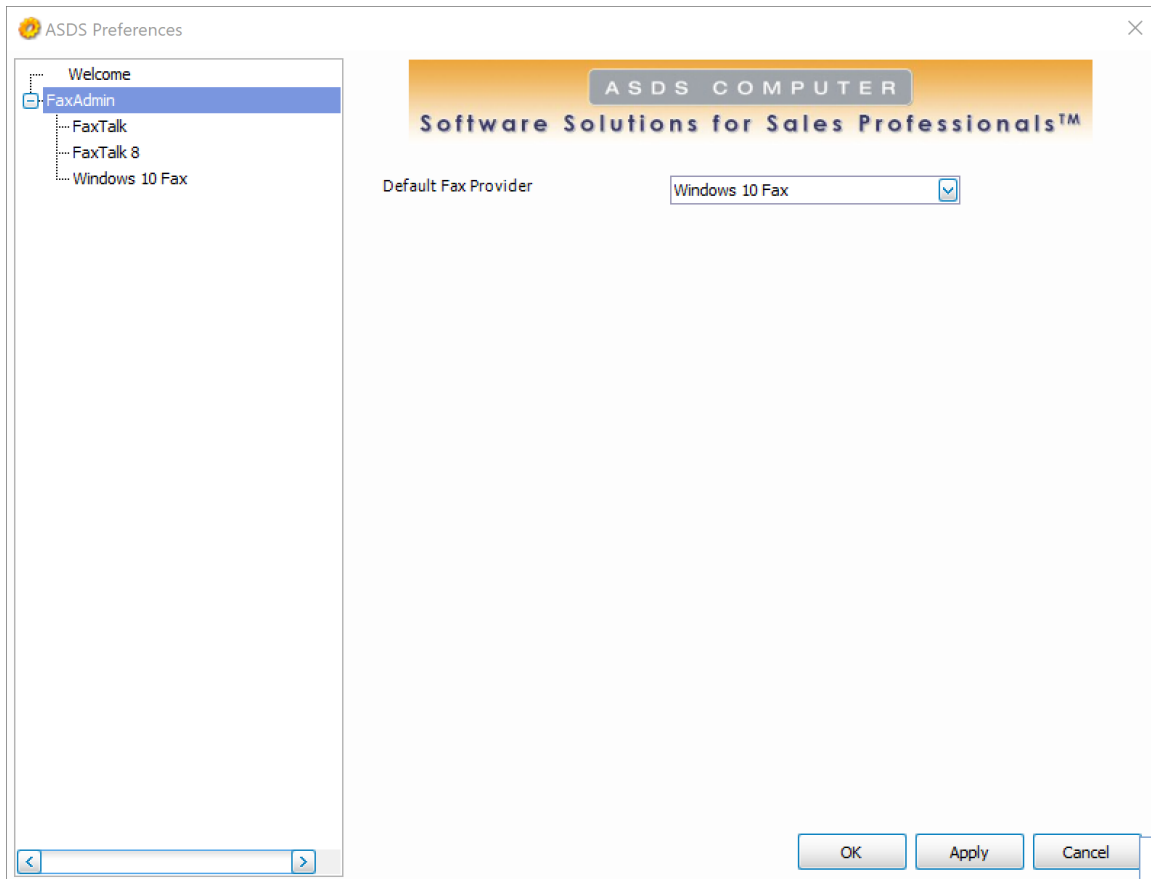 ASDS Preferences
Welcome
FaxAdmin
FaxTalk
FaxTalk 8
Windows 10 Fax
ASDS COMPUTER
Software Solutions for Sales Professionals™
Default Fax Provider
Windows 10 Fax
OK
Apply
Cancel